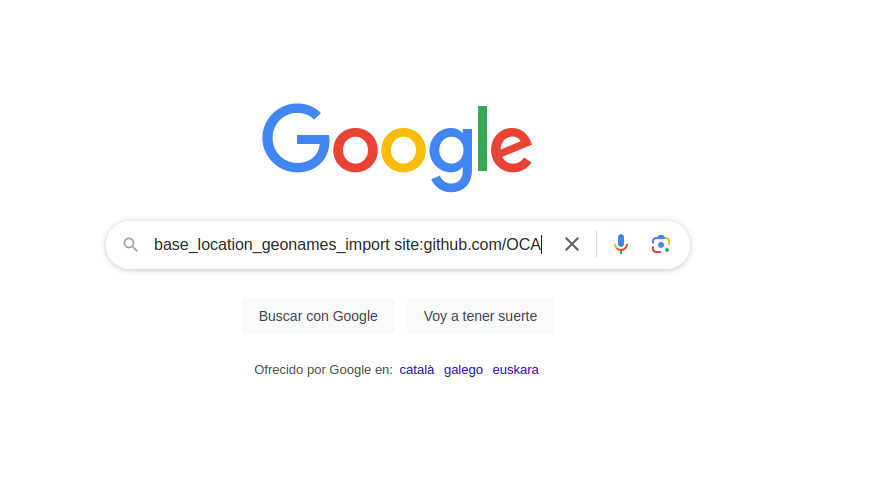 Google
base_location_geonames_import site:github.com/OCA
Buscar con Google Voy a tener suerte
Ofrecido por Google en: català galego euskara